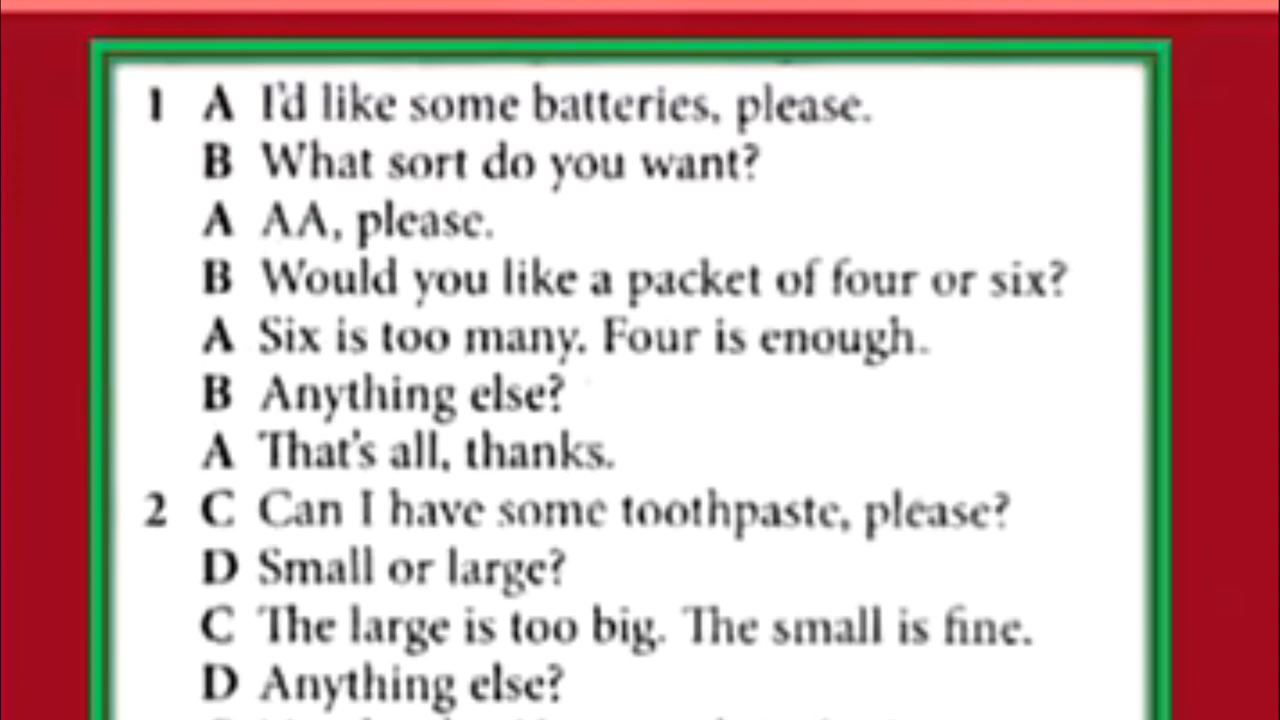 1 A I'd like some batteries, please.
B What sort do you want?
A AA, please.
B Would you like a packet of four or six?
A Six is too many. Four is enough.
B Anything else?
A That's all, thanks.
2 C Can I have some toothpaste, please?
D Small or large?
C The large is too big. The small is fine.
D Anything else?